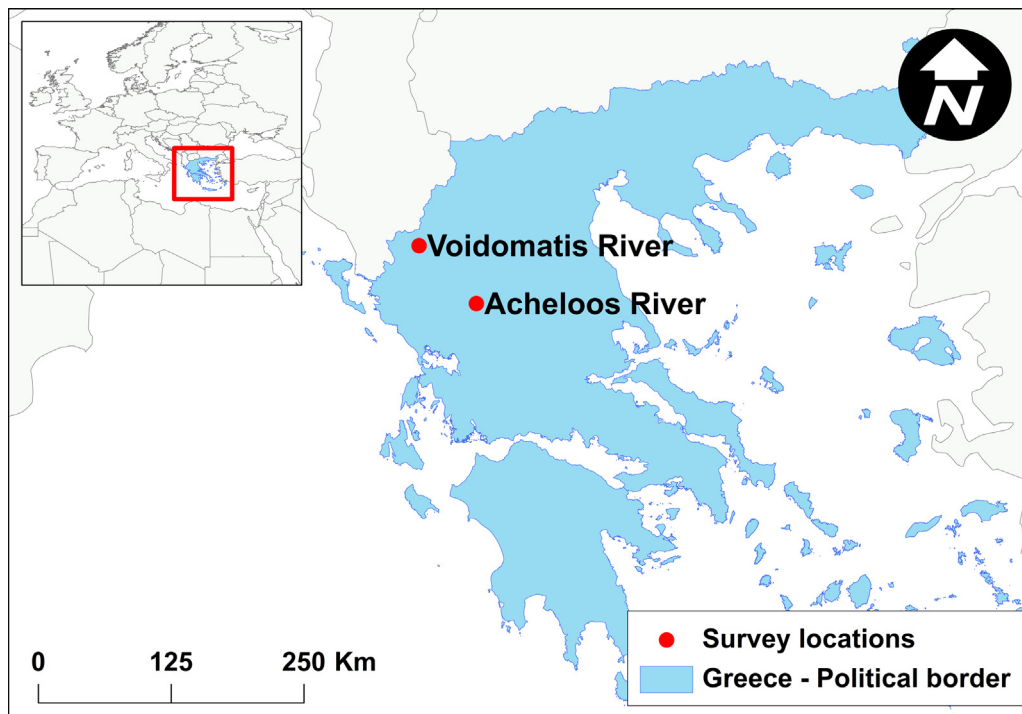 N
Voidomatis River
Acheloos River
0 125 250 Km
Survey locations
Greece - Political border